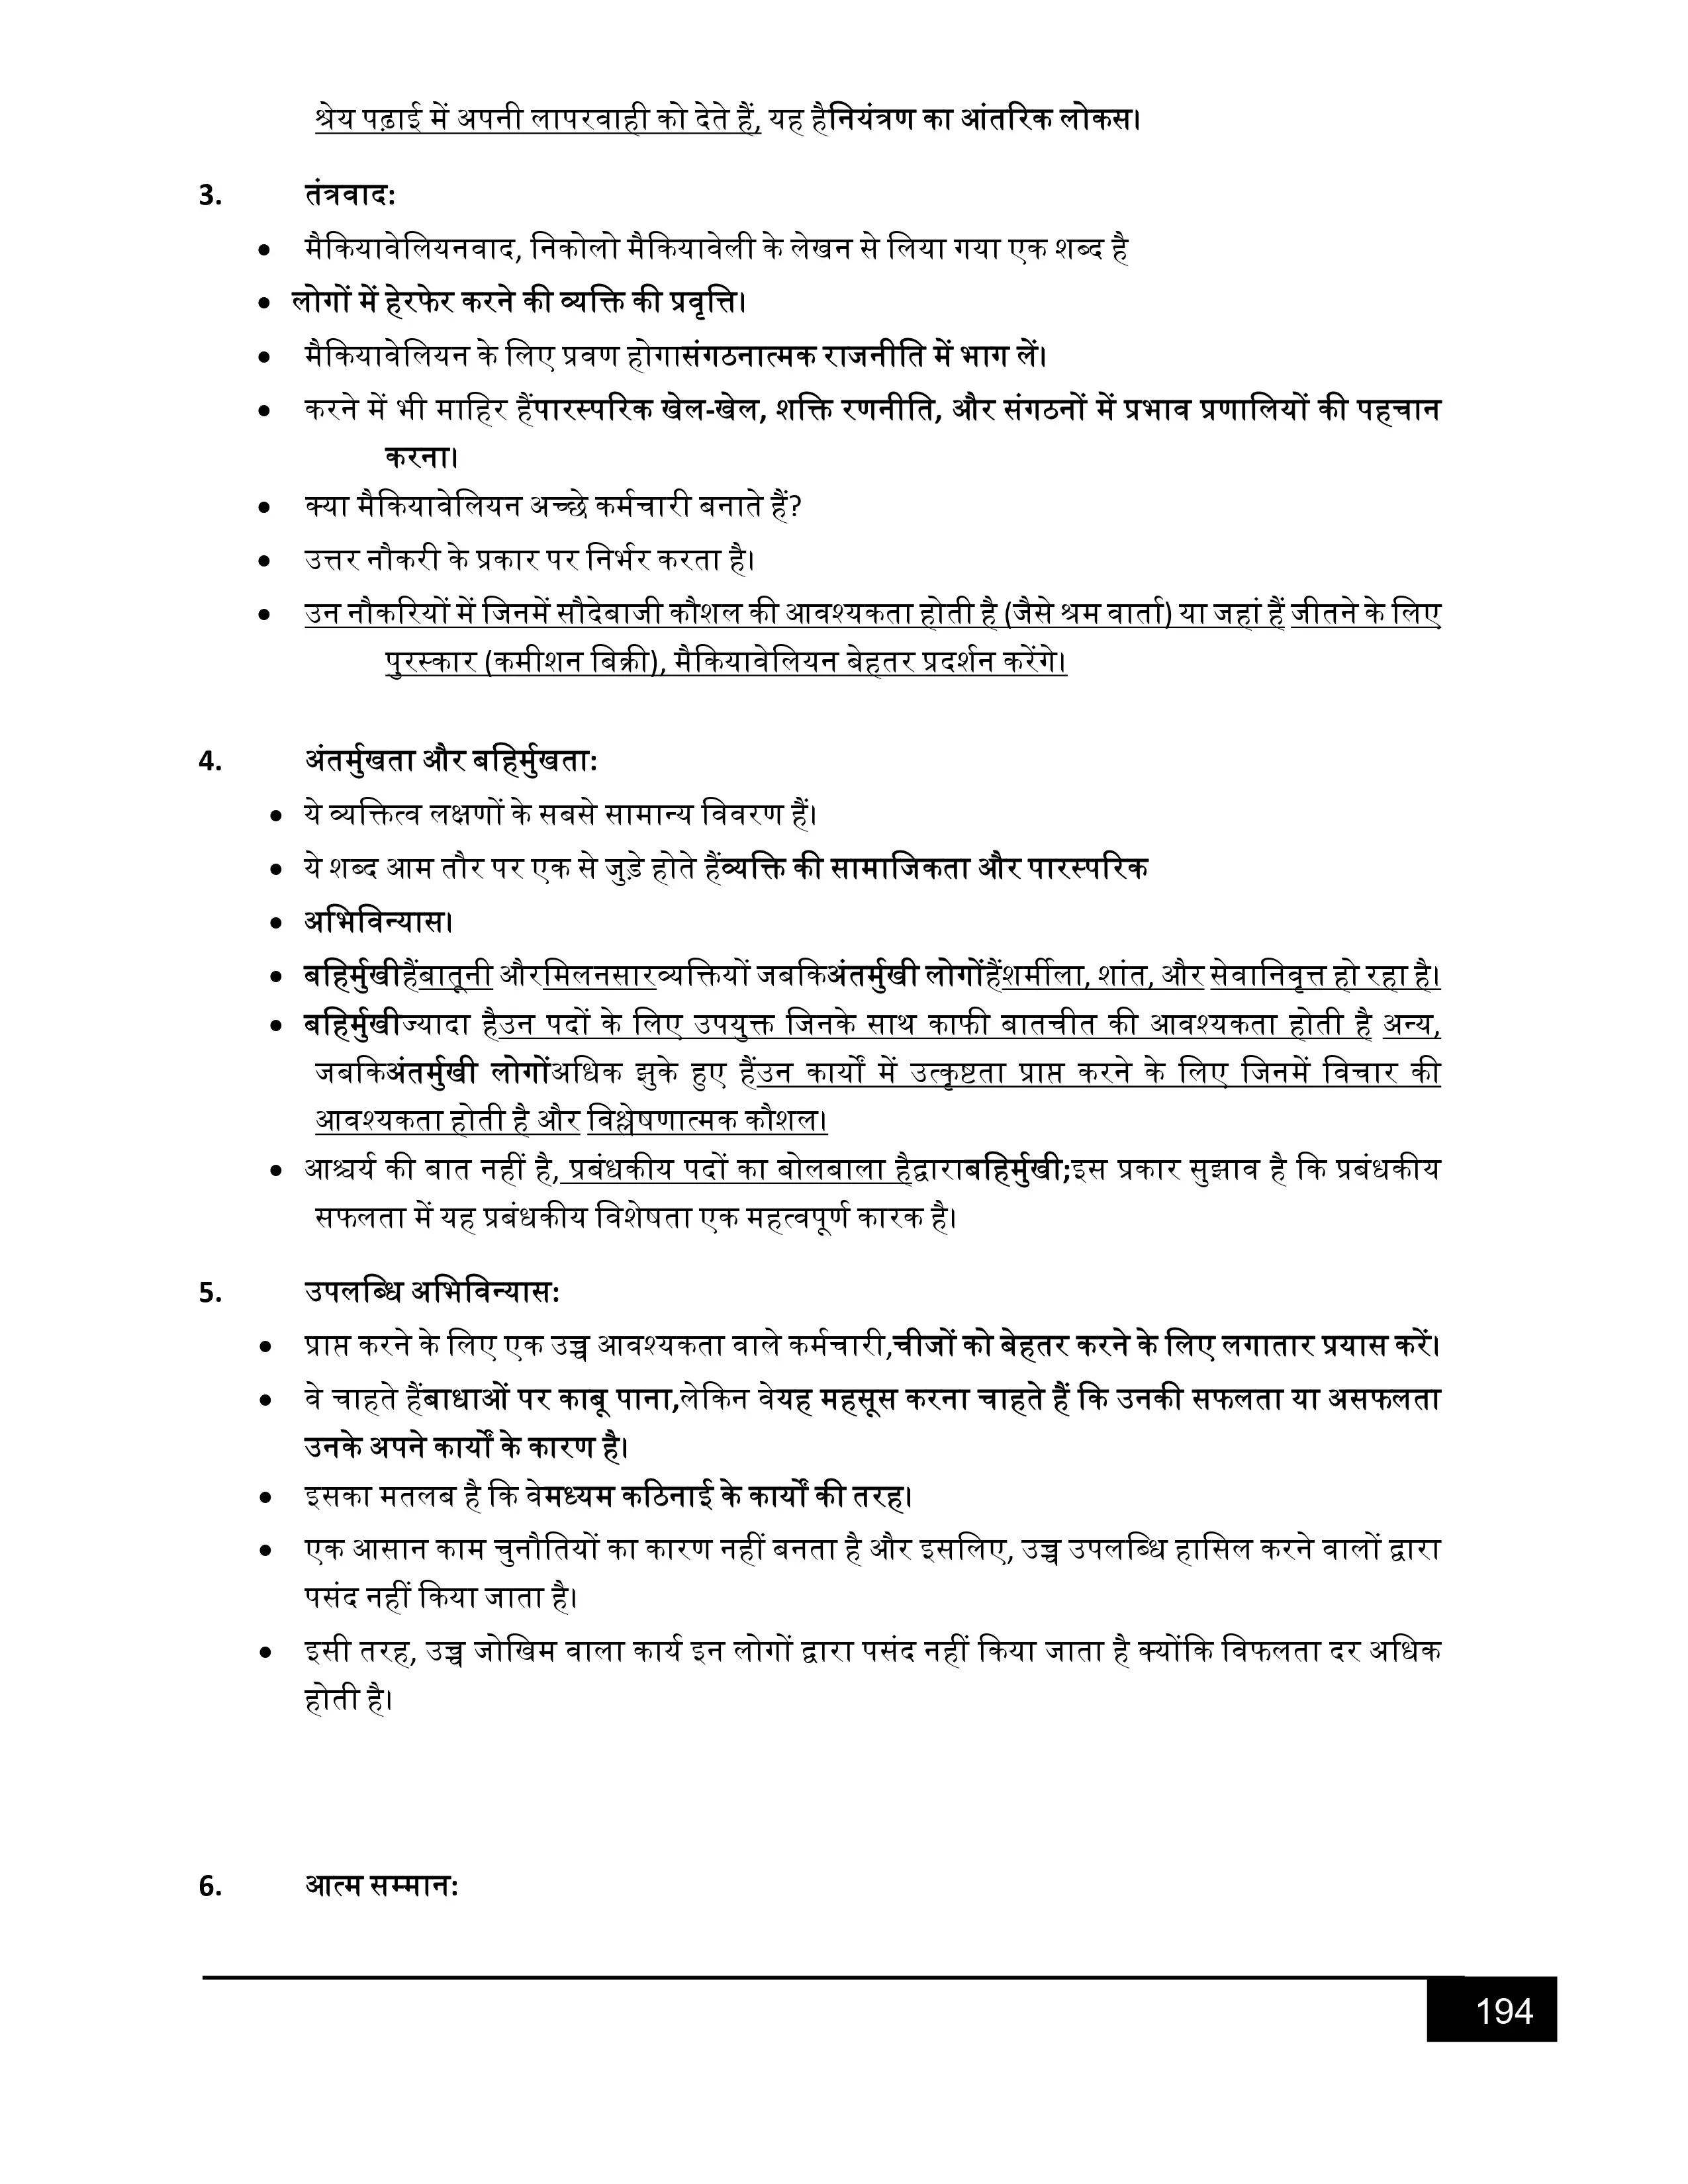 श्रेय पढ़ाई में अपनी लापरवाही को देते हैं, यह हैनियंत्रण का आंतरिक लोकस।
3. तंत्रवाद:
• मैकियावेलियनवाद, निकोलो मैकियावेली के लेखन से लिया गया एक शब्द है
• लोगों में हेरफेर करने की व्यक्ति की प्रवृत्ति।
• मैकियावेलियन के लिए प्रवण होगासंगठनात्मक राजनीति में भाग लें।
• करने में भी माहिर हैंपारस्परिक खेल-खेल, शक्ति रणनीति, और संगठनों में प्रभाव प्रणालियों की पहचान
करना।
• क्या मैकियावेलियन अच्छे कर्मचारी बनाते हैं?
• उत्तर नौकरी के प्रकार पर निर्भर करता है।
• उन नौकरियों में जिनमें सौदेबाजी कौशल की आवश्यकता होती है (जैसे श्रम वार्ता) या जहां हैं जीतने के लिए
पुरस्कार (कमीशन बिक्री), मैकियावेलियन बेहतर प्रदर्शन करेंगे।
4. अंतर्मुखता और बहिर्मुखता:
• ये व्यक्तित्व लक्षणों के सबसे सामान्य विवरण हैं।
• ये शब्द आम तौर पर एक से जुड़े होते हैंव्यक्ति की सामाजिकता और पारस्परिक
• अभिविन्यास।
• बहिर्मुखीहैंबातूनी औरमिलनसारव्यक्तियों जबकिअंतर्मुखी लोगोंहैंशर्मीला, शांत, और सेवानिवृत्त हो रहा है।
• बहिर्मुखीज्यादा हैउन पदों के लिए उपयुक्त जिनके साथ काफी बातचीत की आवश्यकता होती है अन्य,
जबकिअंतर्मुखी लोगोंअधिक झुके हुए हैंउन कार्यों में उत्कृष्टता प्राप्त करने के लिए जिनमें विचार की
आवश्यकता होती है और विश्लेषणात्मक कौशल।
• आश्चर्य की बात नहीं है, प्रबंधकीय पदों का बोलबाला हैद्वाराबहिर्मुखी;इस प्रकार सुझाव है कि प्रबंधकीय
सफलता में यह प्रबंधकीय विशेषता एक महत्वपूर्ण कारक है।
5. उपलब्धि अभिविन्यास:
• प्राप्त करने के लिए एक उच्च आवश्यकता वाले कर्मचारी,चीजों को बेहतर करने के लिए लगातार प्रयास करें।
• वे चाहते हैंबाधाओं पर काबू पाना,लेकिन वेयह महसूस करना चाहते हैं कि उनकी सफलता या असफलता
उनके अपने कार्यों के कारण है।
• इसका मतलब है कि वेमध्यम कठिनाई के कार्यों की तरह।
• एक आसान काम चुनौतियों का कारण नहीं बनता है और इसलिए, उच्च उपलब्धि हासिल करने वालों द्वारा
पसंद नहीं किया जाता है।
• इसी तरह, उच्च जोखिम वाला कार्य इन लोगों द्वारा पसंद नहीं किया जाता है क्योंकि विफलता दर अधिक
होती है।
6. आत्म सम्मान:
194